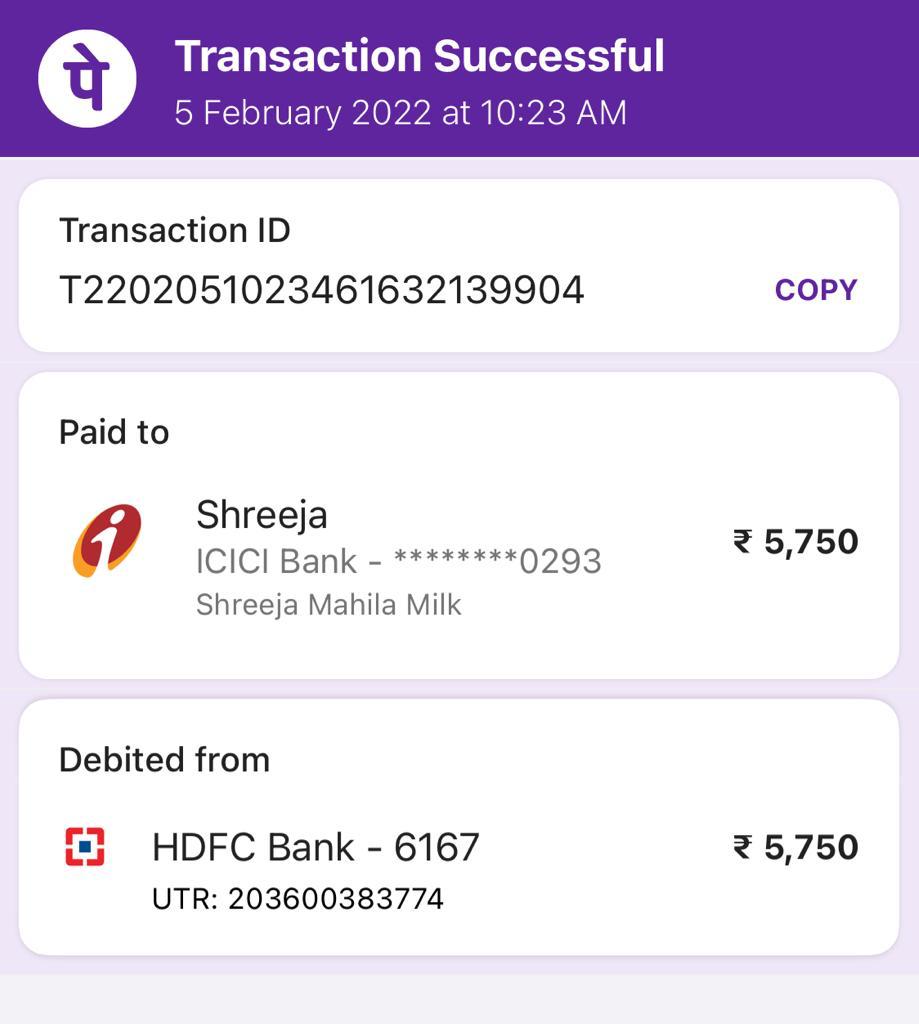 पे
Transaction Successful
5 February 2022 at 10:23 AM
Transaction ID
T2202051023461632139904
COPY
Paid to
Shreeja
ICICI Bank - ********0293
₹ 5,750
Shreeja Mahila Milk
Debited from
HDFC Bank - 6167
₹ 5,750
UTR: 203600383774